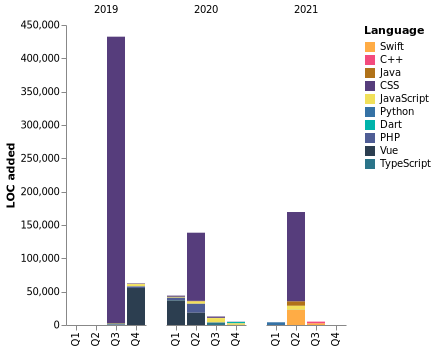 2019 2020 2021
450,000
400,000
350,000
300,000
250,000
200,000
150,000
100,000
50,000
0
LOC added
Q1 Q2 Q3 Q4 Q1 Q2 Q3 Q4 Q1 Q2 Q3 Q4
Language
Swift
C++
Java
CSS
JavaScript
Python
Dart
PHP
Vue
TypeScript